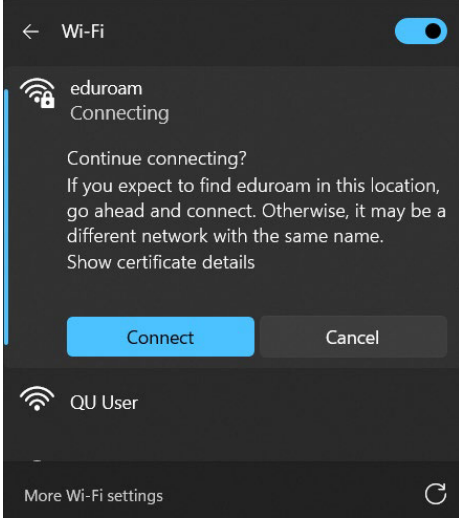 Wi-Fi
eduroam
Connecting
Continue connecting?
If you expect to find eduroam in this location,
go ahead and connect. Otherwise, it may be a
different network with the same name.
Show certificate details
Connect Cancel
QU User
More Wi-Fi settings